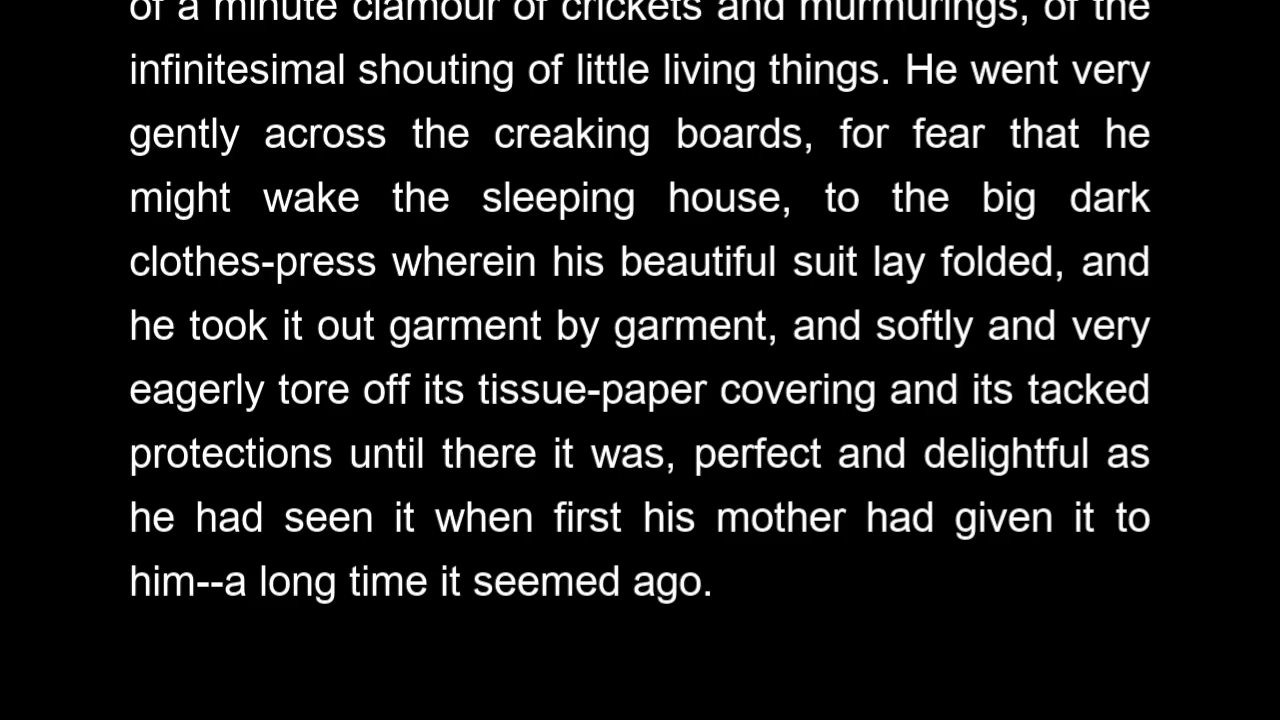 of a minute clamour of crickets and murmurings, of the
infinitesimal shouting of little living things. He went very
gently across the creaking boards, for fear that he
might wake the sleeping house, to the big dark
clothes-press wherein his beautiful suit lay folded, and
he took it out garment by garment, and softly and very
eagerly tore off its tissue-paper covering and its tacked
protections until there it was, perfect and delightful as
he had seen it when first his mother had given it to
him--a long time it seemed ago.